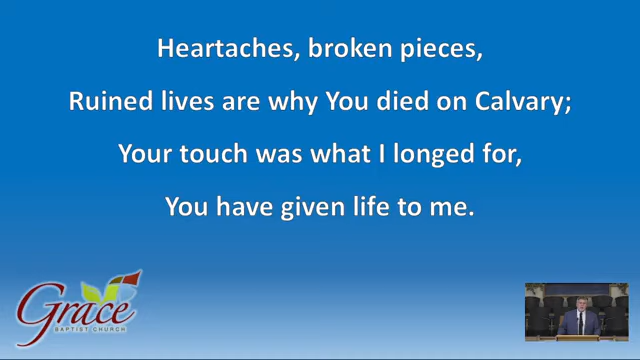 Heartaches, broken pieces,
Ruined lives are why You died on Calvary;
Your touch was what I longed for,
You have given life to me.
Grace
BAPTIST CHURCH